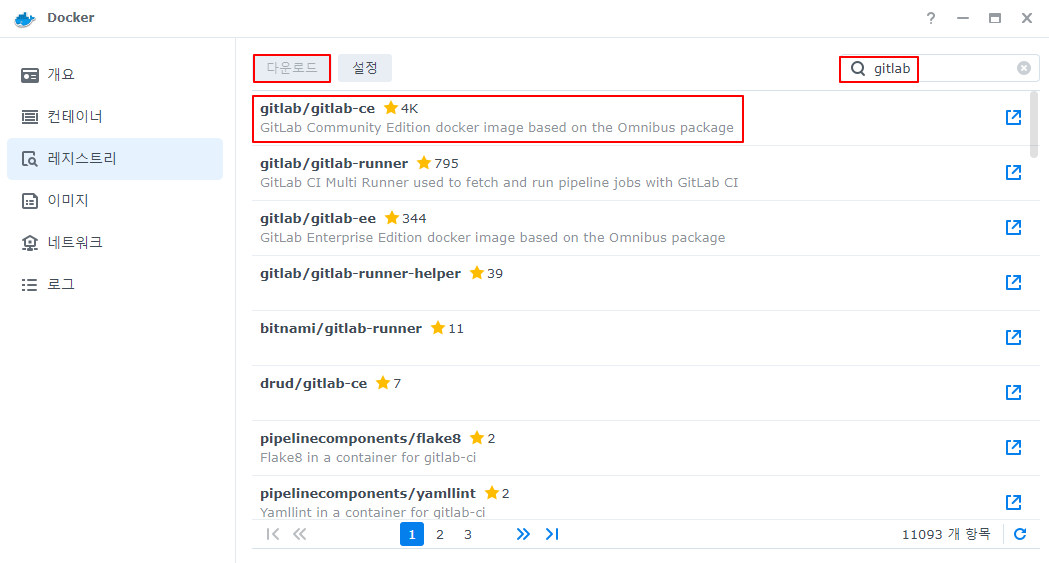 Docker
개요
컨테이너
레지스트리
이미지
네트워크
로그
다운로드 설정 gitlab
gitlab/gitlab-ce 4K
GitLab Community Edition docker image based on the Omnibus package
gitlab/gitlab-runner 795
GitLab CI Multi Runner used to fetch and run pipeline jobs with GitLab CI
gitlab/gitlab-ee 344
GitLab Enterprise Edition docker image based on the Omnibus package
gitlab/gitlab-runner-helper 39
bitnami/gitlab-runner 11
drud/gitlab-ce 7
pipelinecomponents/flake8 2
Flake8 in a container for gitlab-ci
pipelinecomponents/yamllint 2
Yamllint in a container for gitlab-ci
1 2 3 11093 개 항목